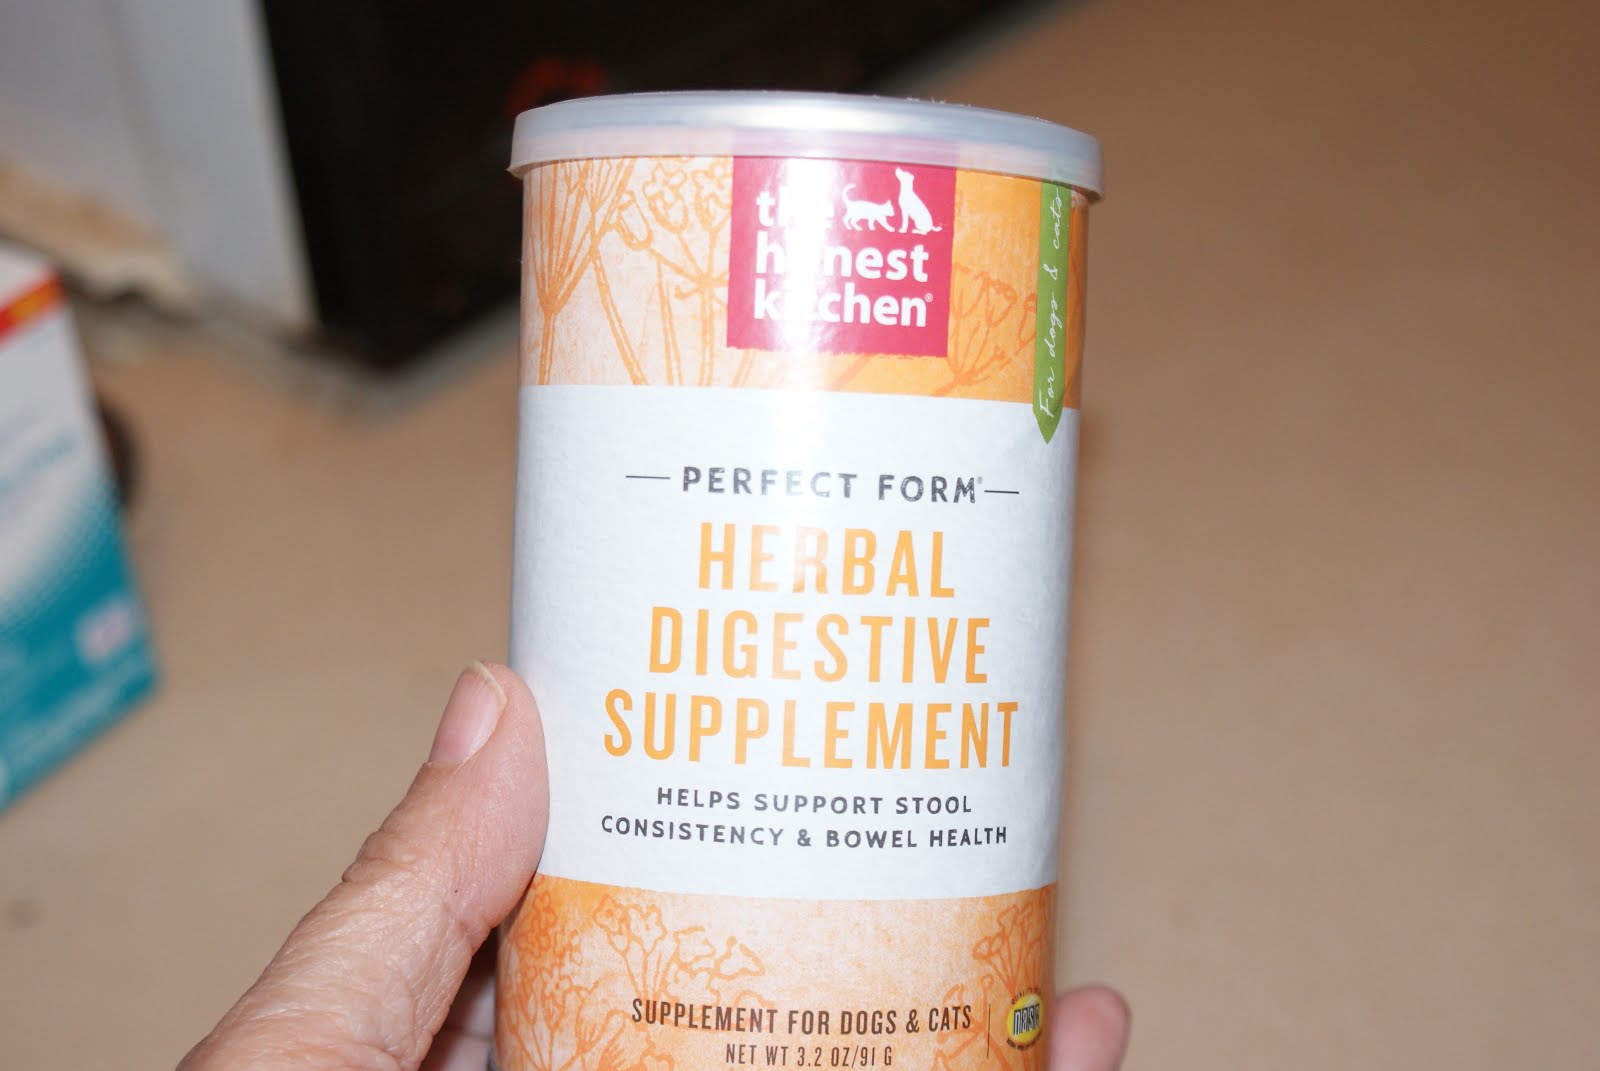 the
honest
kitchen®
For dogs & cats
PERFECT FORM®
HERBAL
DIGESTIVE
SUPPLEMENT
HELPS SUPPORT STOOL
CONSISTENCY & BOWEL HEALTH
SUPPLEMENT FOR DOGS & CATS
NET WT 3.2 OZ/91 G